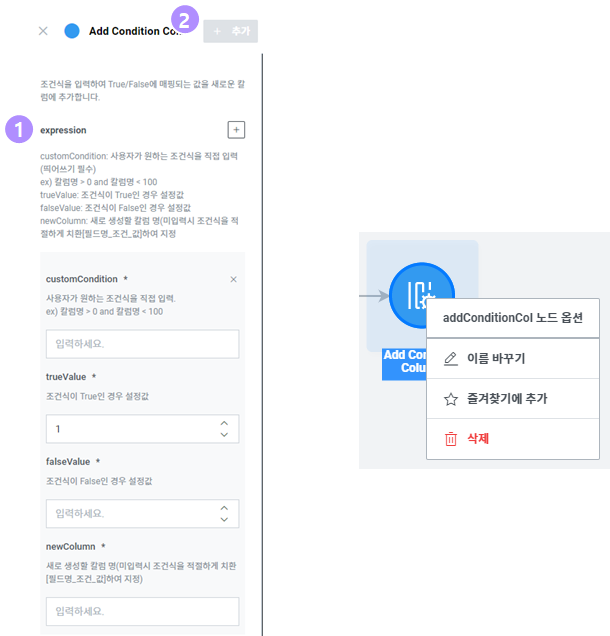 Add Condition Co
2
+ 추가
조건식을 입력하여 True/False에 매핑되는 값을 새로운 칼
럼에 추가합니다.
1
expression
+
customCondition: 사용자가 원하는 조건식을 직접 입력
(띄어쓰기 필수)
ex) 칼럼명 > 0 and 칼럼명 < 100
trueValue: 조건식이 True인 경우 설정값
falseValue: 조건식이 False인 경우 설정값
newColumn: 새로 생성할 칼럼 명(미입력시 조건식을 적
절하게 치환[필드명_조건_값]하여 지정
customCondition *
사용자가 원하는 조건식을 직접 입력.
ex) 칼럼명 > 0 and 칼럼명 < 100
입력하세요.
trueValue *
조건식이 True인 경우 설정값
1
falseValue *
조건식이 False인 경우 설정값
입력하세요.
newColumn *
새로 생성할 칼럼 명(미입력시 조건식을 적절하게 치환
[필드명_조건_값]하여 지정)
입력하세요.
Add Con
Colu
addConditionCol 노드 옵션
이름 바꾸기
즐겨찾기에 추가
삭제